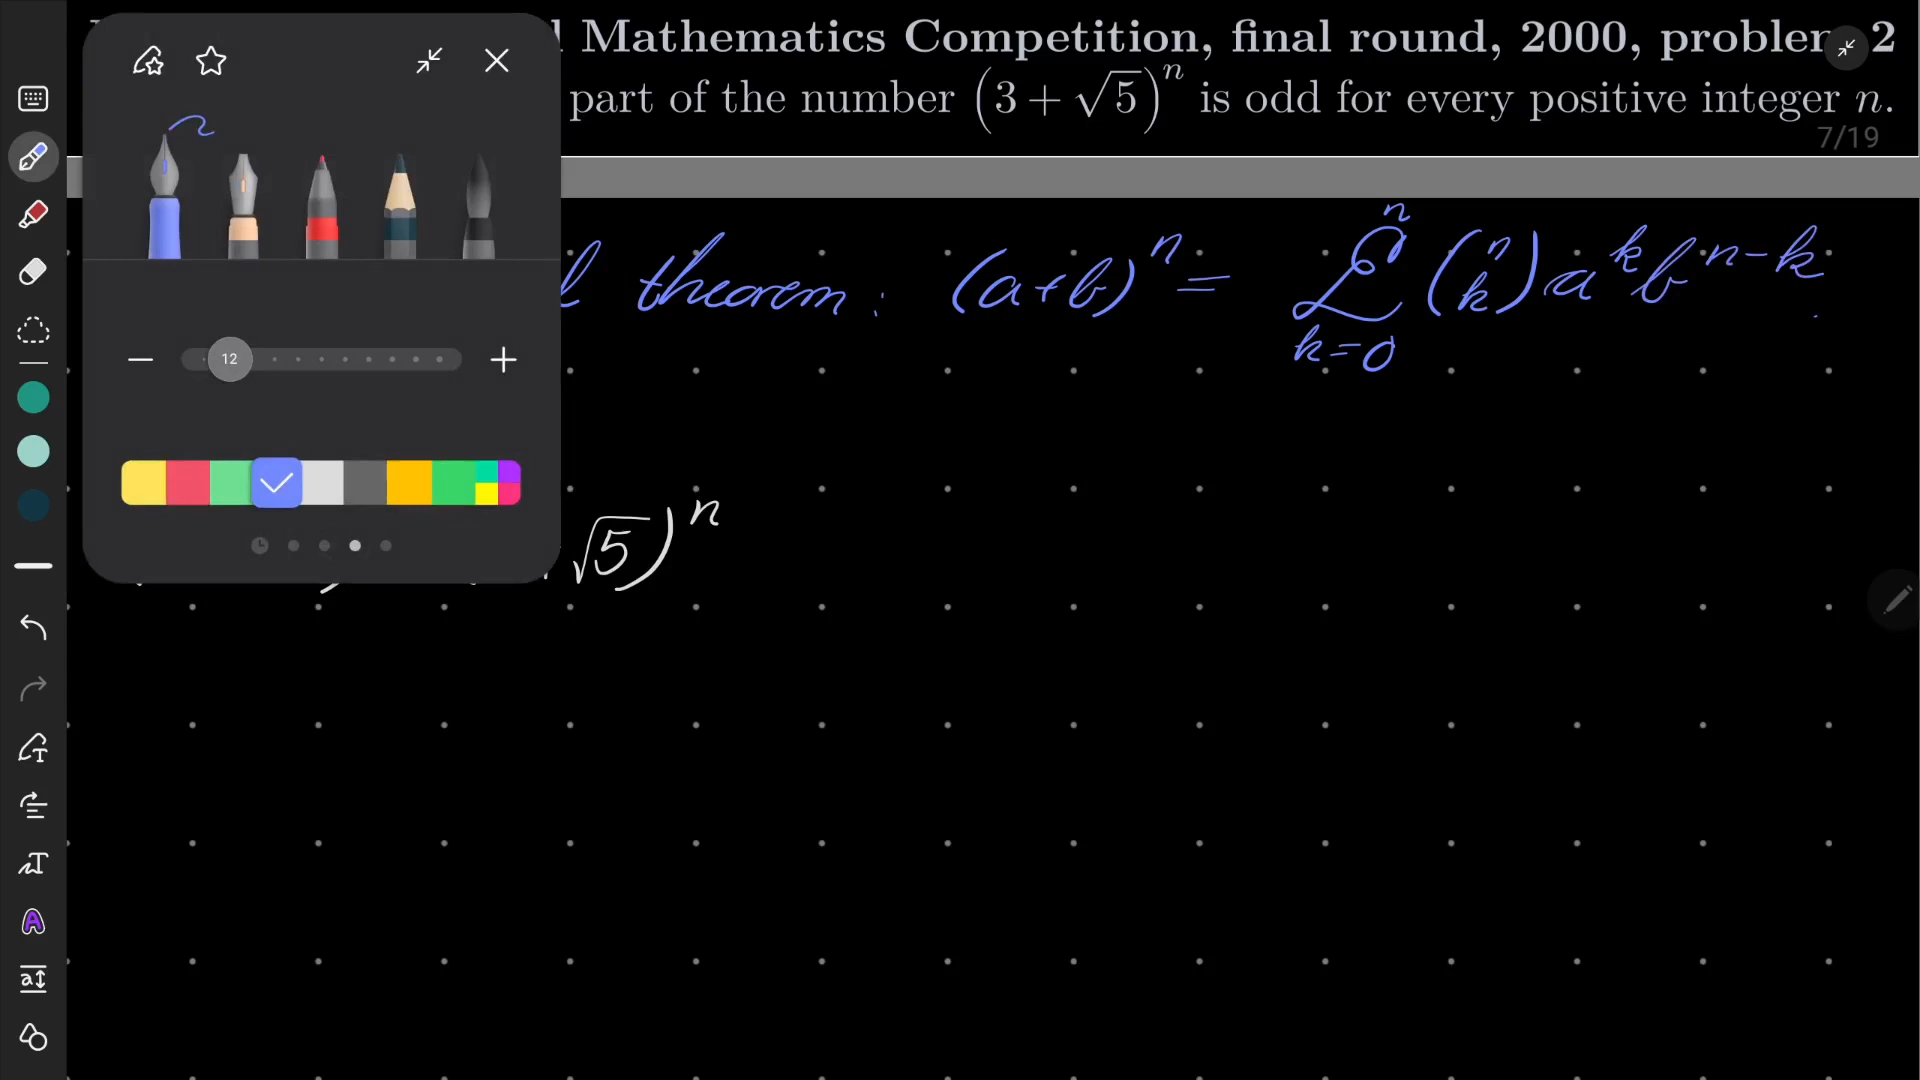 Mathematics Competition, final round, 2000, problem 2
part of the number (3 + √5)^n is odd for every positive integer n.
7/19
theorem: (a+b)^n = ∑_{k=0}^{n} (n k) a^k b^{n-k}.
12
√5)^n